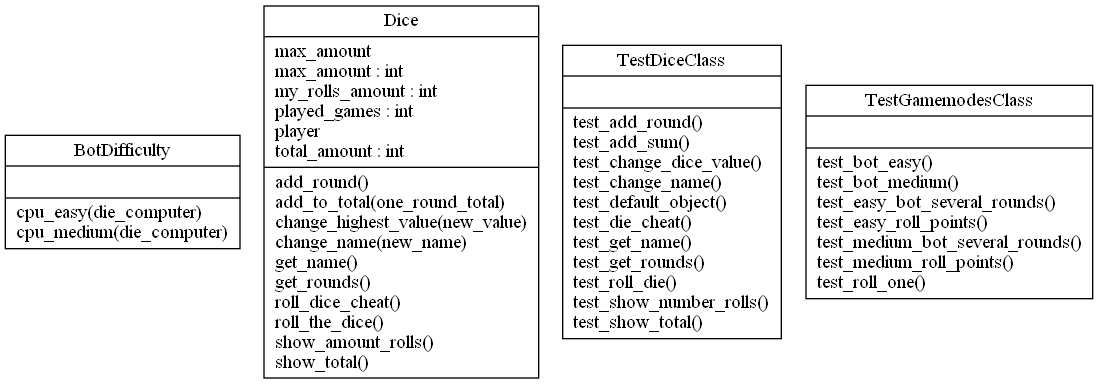 BotDifficulty
cpu_easy(die_computer)
cpu_medium(die_computer)
Dice
max_amount
max_amount : int
my_rolls_amount : int
played_games : int
player
total_amount : int
add_round()
add_to_total(one_round_total)
change_highest_value(new_value)
change_name(new_name)
get_name()
get_rounds()
roll_dice_cheat()
roll_the_dice()
show_amount_rolls()
show_total()
TestDiceClass
test_add_round()
test_add_sum()
test_change_dice_value()
test_change_name()
test_default_object()
test_die_cheat()
test_get_name()
test_get_rounds()
test_roll_die()
test_show_number_rolls()
test_show_total()
TestGamemodesClass
test_bot_easy()
test_bot_medium()
test_easy_bot_several_rounds()
test_easy_roll_points()
test_medium_bot_several_rounds()
test_medium_roll_points()
test_roll_one()